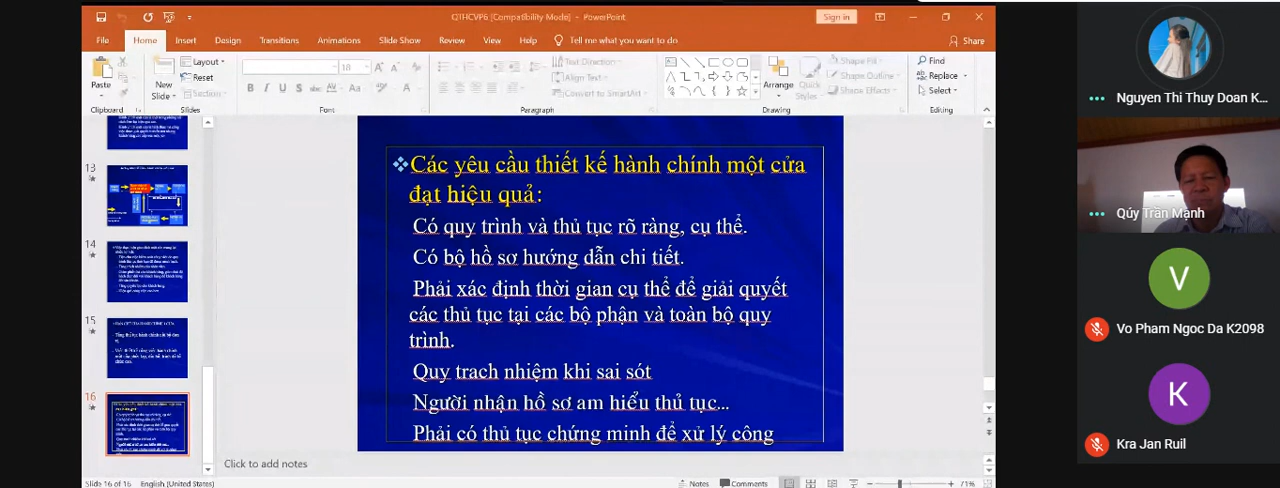 QTHCVP6 [Compatibility Mode] - PowerPoint
Sign in
File Home Insert Design Transitions Animations Slide Show Review View Help Tell me what you want to do
Share
Paste
Clipboard
New Slide
Layout
Reset
Section
Slides
18
Paragraph
Text Direction
Align Text
Convert to SmartArt
Arrange
Quick Styles
Shape Fill
Shape Outline
Shape Effects
Drawing
Find
Replace
Select
Editing
13
14
15
16
Các yêu cầu thiết kế hành chính một cửa
đạt hiệu quả:
Có quy trình và thủ tục rõ ràng, cụ thể.
Có bộ hồ sơ hướng dẫn chi tiết.
Phải xác định thời gian cụ thể để giải quyết
các thủ tục tại các bộ phận và toàn bộ quy
trình.
Quy trach nhiệm khi sai sót
Người nhận hồ sơ am hiểu thủ tục...
Phải có thủ tục chứng minh để xử lý công
Click to add notes
Slide 16 of 16 English (United States)
Notes Comments 71%
Nguyen Thi Thuy Doan K...
Qúy Trần Mạnh
V
Vo Pham Ngoc Da K2098
K
Kra Jan Ruil